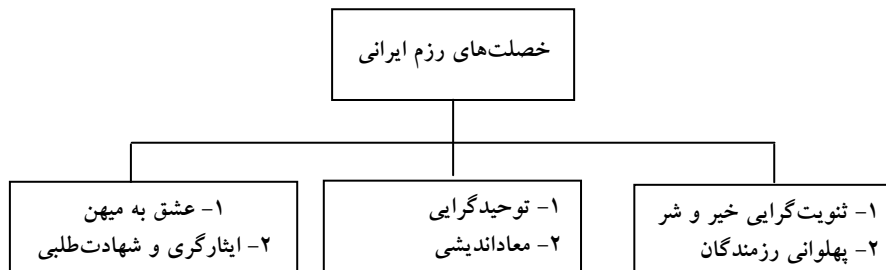 خصلت‌های رزم ایرانی
۱- ثنویت‌گرایی خیر و شر
۲- پهلوانی رزمندگان
۱- توحیدگرایی
۲- معاداندیشی
۱- عشق به میهن
۲- ایثارگری و شهادت‌طلبی